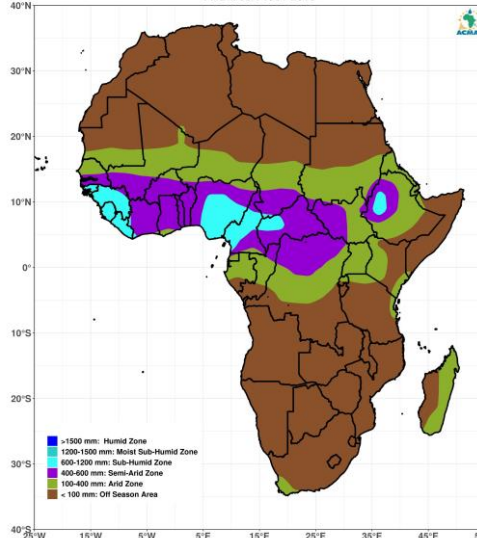 40°N
ACMAD
30°N
20°N
10°N
0°
10°S
20°S
30°S
40°S
>1500 mm: Humid Zone
1200-1500 mm: Moist Sub-Humid Zone
600-1200 mm: Sub-Humid Zone
400-600 mm: Semi-Arid Zone
100-400 mm: Arid Zone
< 100 mm: Off Season Area
25°W 15°W 5°W 5°E 15°E 25°E 35°E 45°E